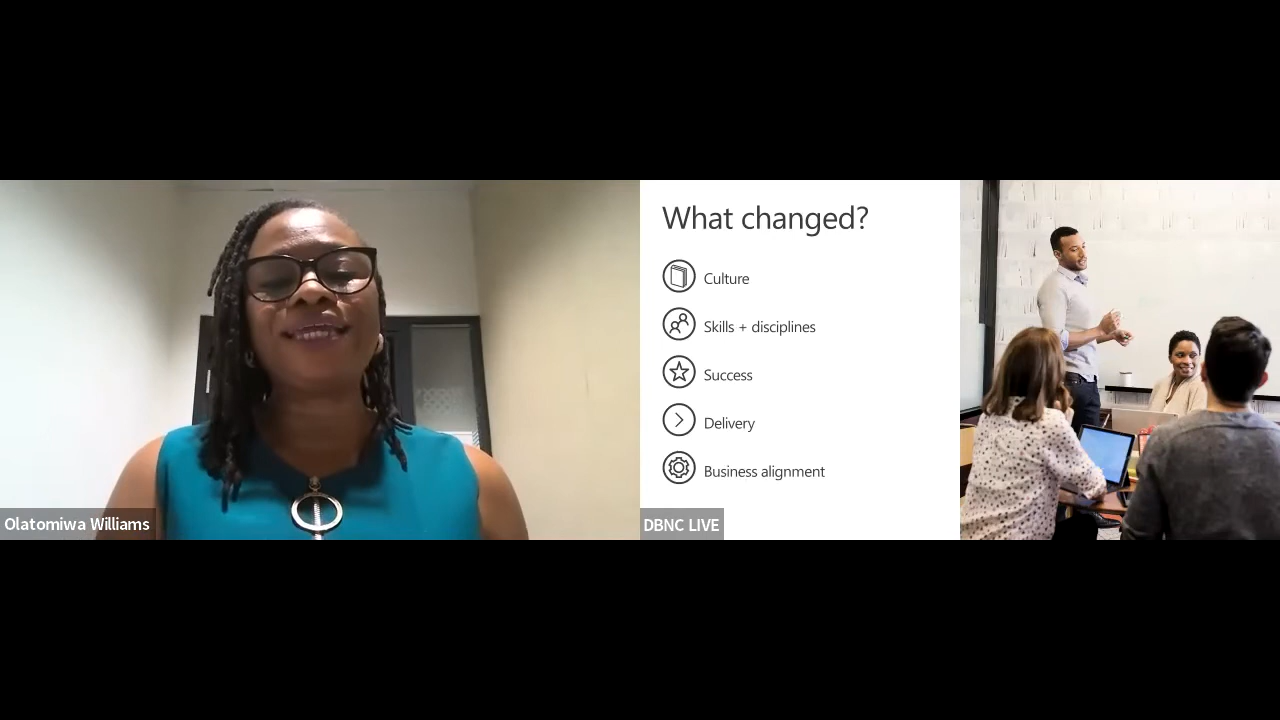 Olatomiwa Williams
What changed?
Culture
Skills + disciplines
Success
Delivery
Business alignment
DBNC LIVE